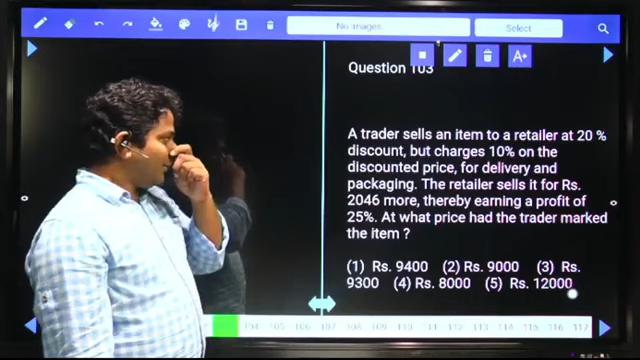 No images
Select
A+
Question 103
A trader sells an item to a retailer at 20 %
discount, but charges 10% on the
discounted price, for delivery and
packaging. The retailer sells it for Rs.
2046 more, thereby earning a profit of
25%. At what price had the trader marked
the item ?
(1) Rs. 9400 (2) Rs. 9000 (3) Rs.
9300 (4) Rs. 8000 (5) Rs. 12000
104 105 106 107 108 109 110 111 112 113 114 115 116 117